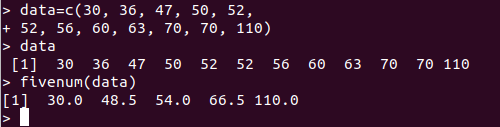 > data=c(30, 36, 47, 50, 52,
+ 52, 56, 60, 63, 70, 70, 110)
> data
[1] 30 36 47 50 52 52 56 60 63 70 70 110
> fivenum(data)
[1] 30.0 48.5 54.0 66.5 110.0
>